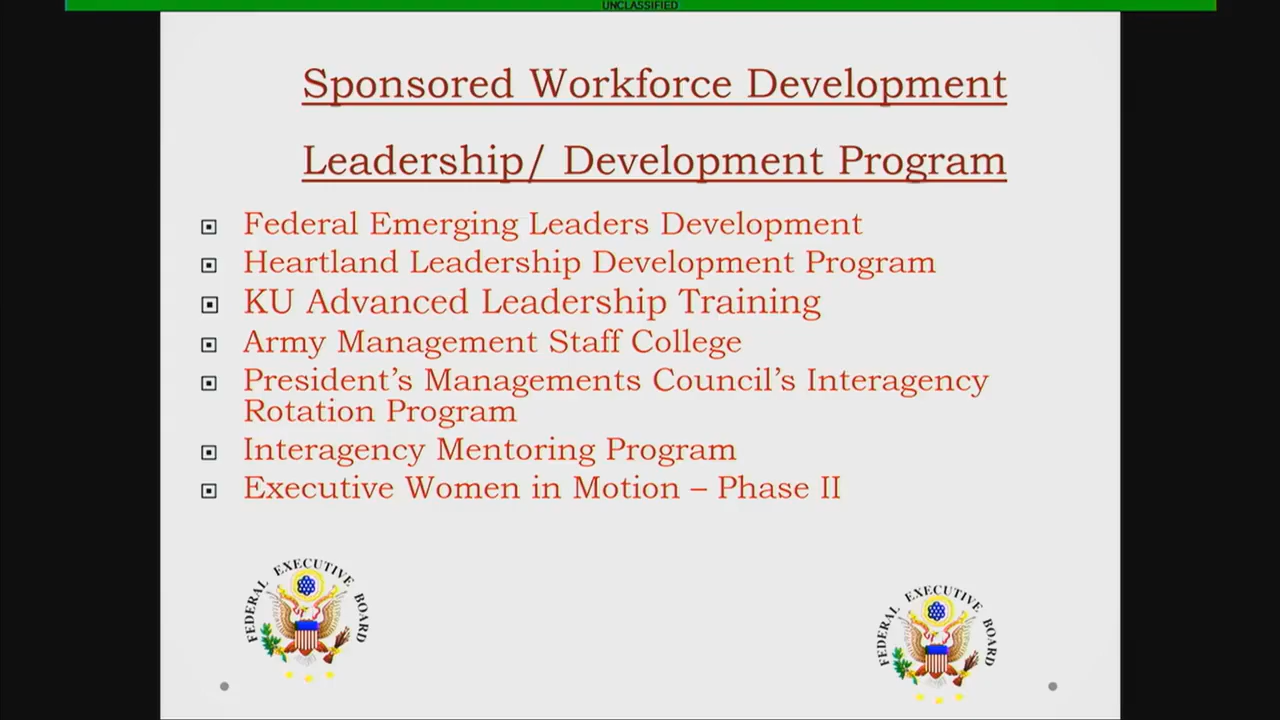 UNCLASSIFIED
Sponsored Workforce Development
Leadership/ Development Program
Federal Emerging Leaders Development
Heartland Leadership Development Program
KU Advanced Leadership Training
Army Management Staff College
President’s Managements Council’s Interagency
Rotation Program
Interagency Mentoring Program
Executive Women in Motion – Phase II
FEDERAL EXECUTIVE BOARD
FEDERAL EXECUTIVE BOARD